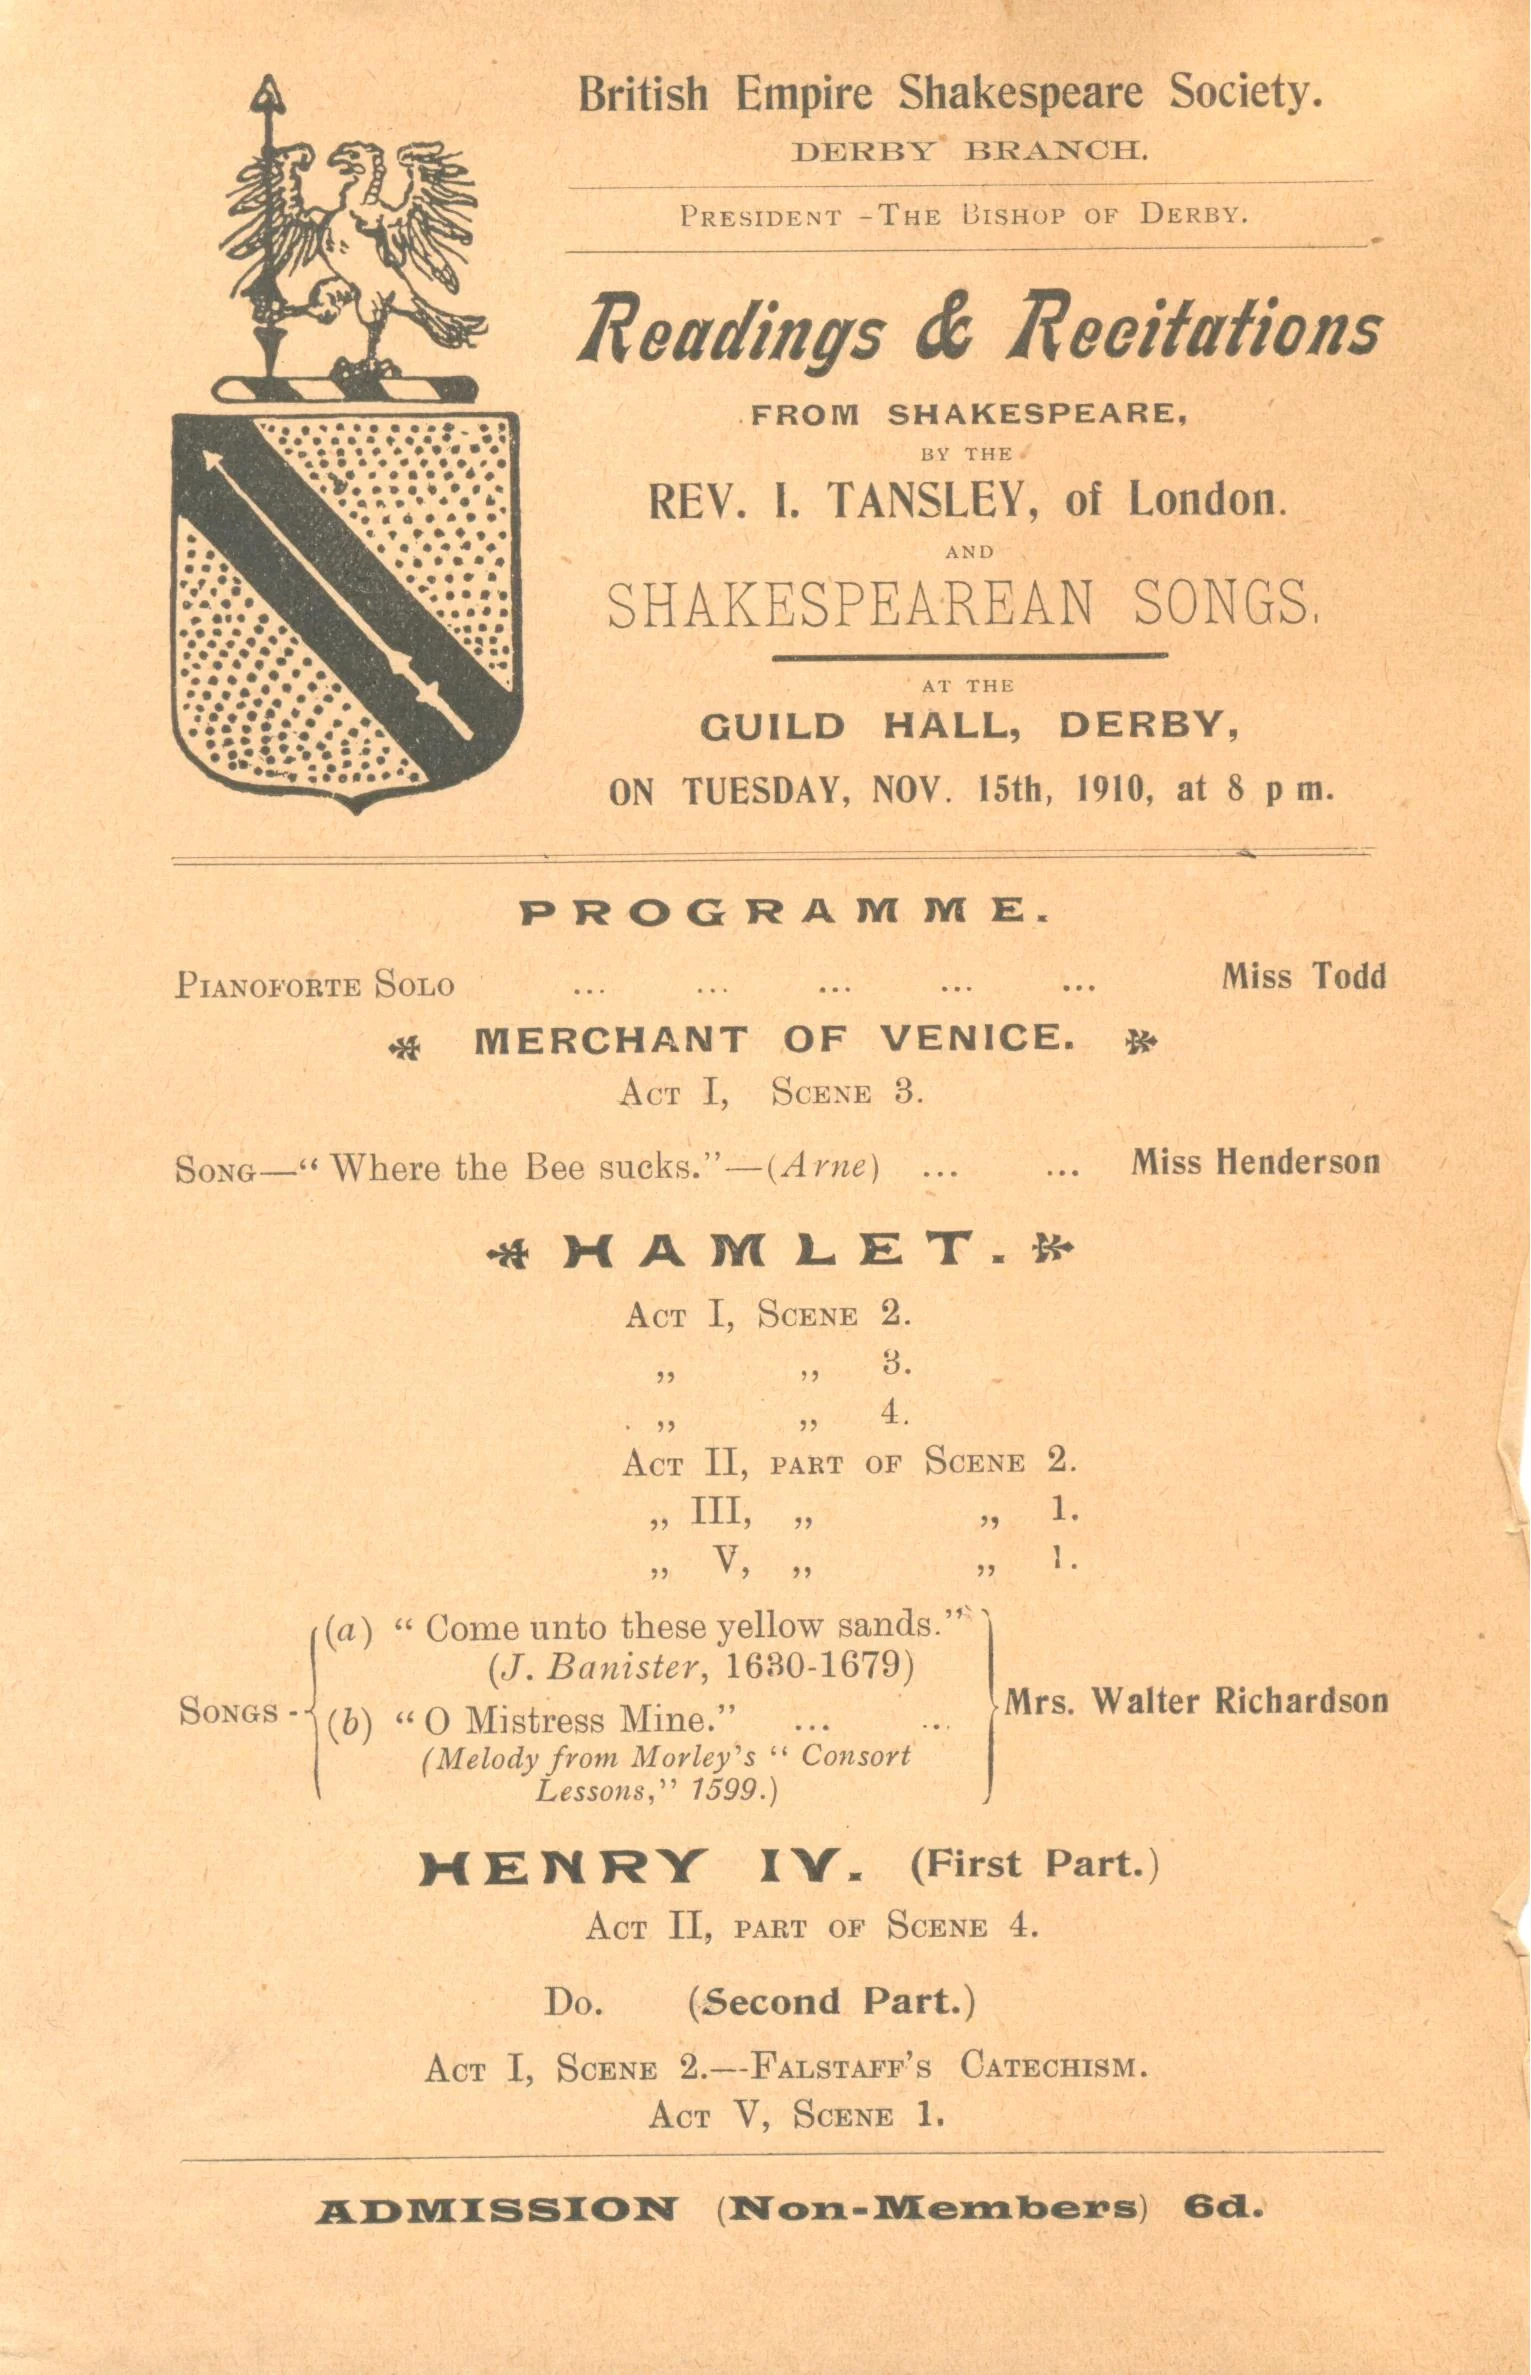 British Empire Shakespeare Society.
DERBY BRANCH.
PRESIDENT -THE BISHOP OF DERBY.
Readings & Recitations
FROM SHAKESPEARE,
BY THE
REV. I. TANSLEY, of London.
AND
SHAKESPEAREAN SONGS.
AT THE
GUILD HALL, DERBY,
ON TUESDAY, NOV. 15th, 1910, at 8 p m.
PROGRAMME.
PIANOFORTE SOLO ... ... ... ... ... Miss Todd
MERCHANT OF VENICE.
ACT I, SCENE 3.
SONG—“Where the Bee sucks.”—(Arne) ... ... Miss Henderson
HAMLET.
ACT I, SCENE 2.
„ „ 3.
„ „ 4.
ACT II, PART OF SCENE 2.
„ III, „ „ 1.
„ V, „ „ 1.
(a) “Come unto these yellow sands.”
(J. Banister, 1630-1679)
SONGS - (b) “O Mistress Mine.” ... ... Mrs. Walter Richardson
(Melody from Morley's “Consort
Lessons,” 1599.)
HENRY IV. (First Part.)
ACT II, PART OF SCENE 4.
Do. (Second Part.)
ACT I, SCENE 2.—-FALSTAFF'S CATECHISM.
ACT V, SCENE 1.
ADMISSION (Non-Members) 6d.